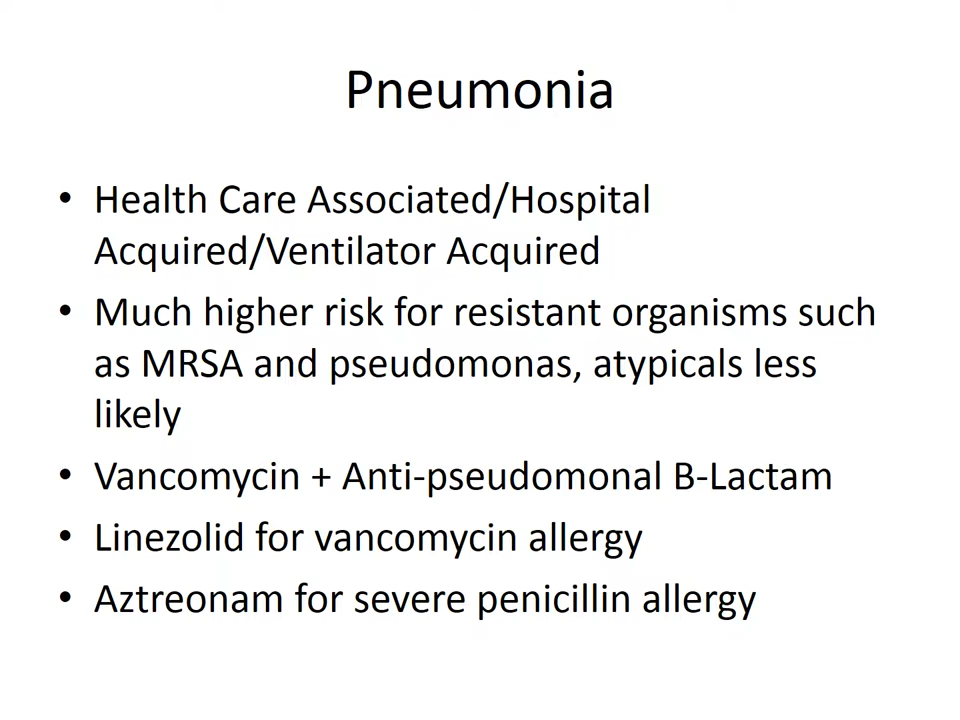 Pneumonia
• Health Care Associated/Hospital
Acquired/Ventilator Acquired
• Much higher risk for resistant organisms such
as MRSA and pseudomonas, atypicals less
likely
• Vancomycin + Anti-pseudomonal B-Lactam
• Linezolid for vancomycin allergy
• Aztreonam for severe penicillin allergy